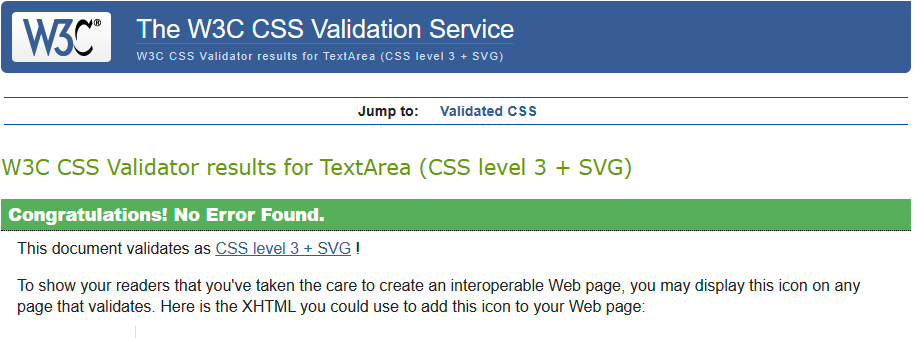 W3C®
The W3C CSS Validation Service
W3C CSS Validator results for TextArea (CSS level 3 + SVG)
Jump to: Validated CSS
W3C CSS Validator results for TextArea (CSS level 3 + SVG)
Congratulations! No Error Found.
This document validates as CSS level 3 + SVG !
To show your readers that you've taken the care to create an interoperable Web page, you may display this icon on any
page that validates. Here is the XHTML you could use to add this icon to your Web page: